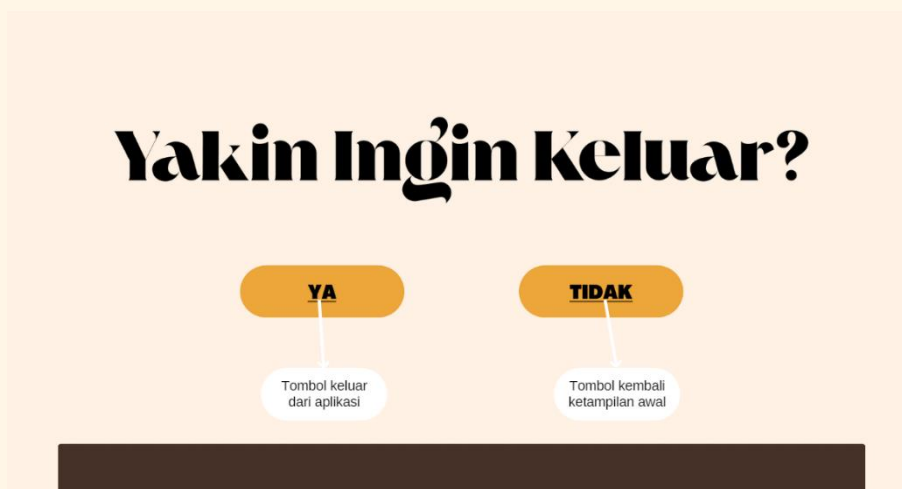 Yakin Ingin Keluar?
YA
TIDAK
Tombol keluar
dari aplikasi
Tombol kembali
ketampilan awal